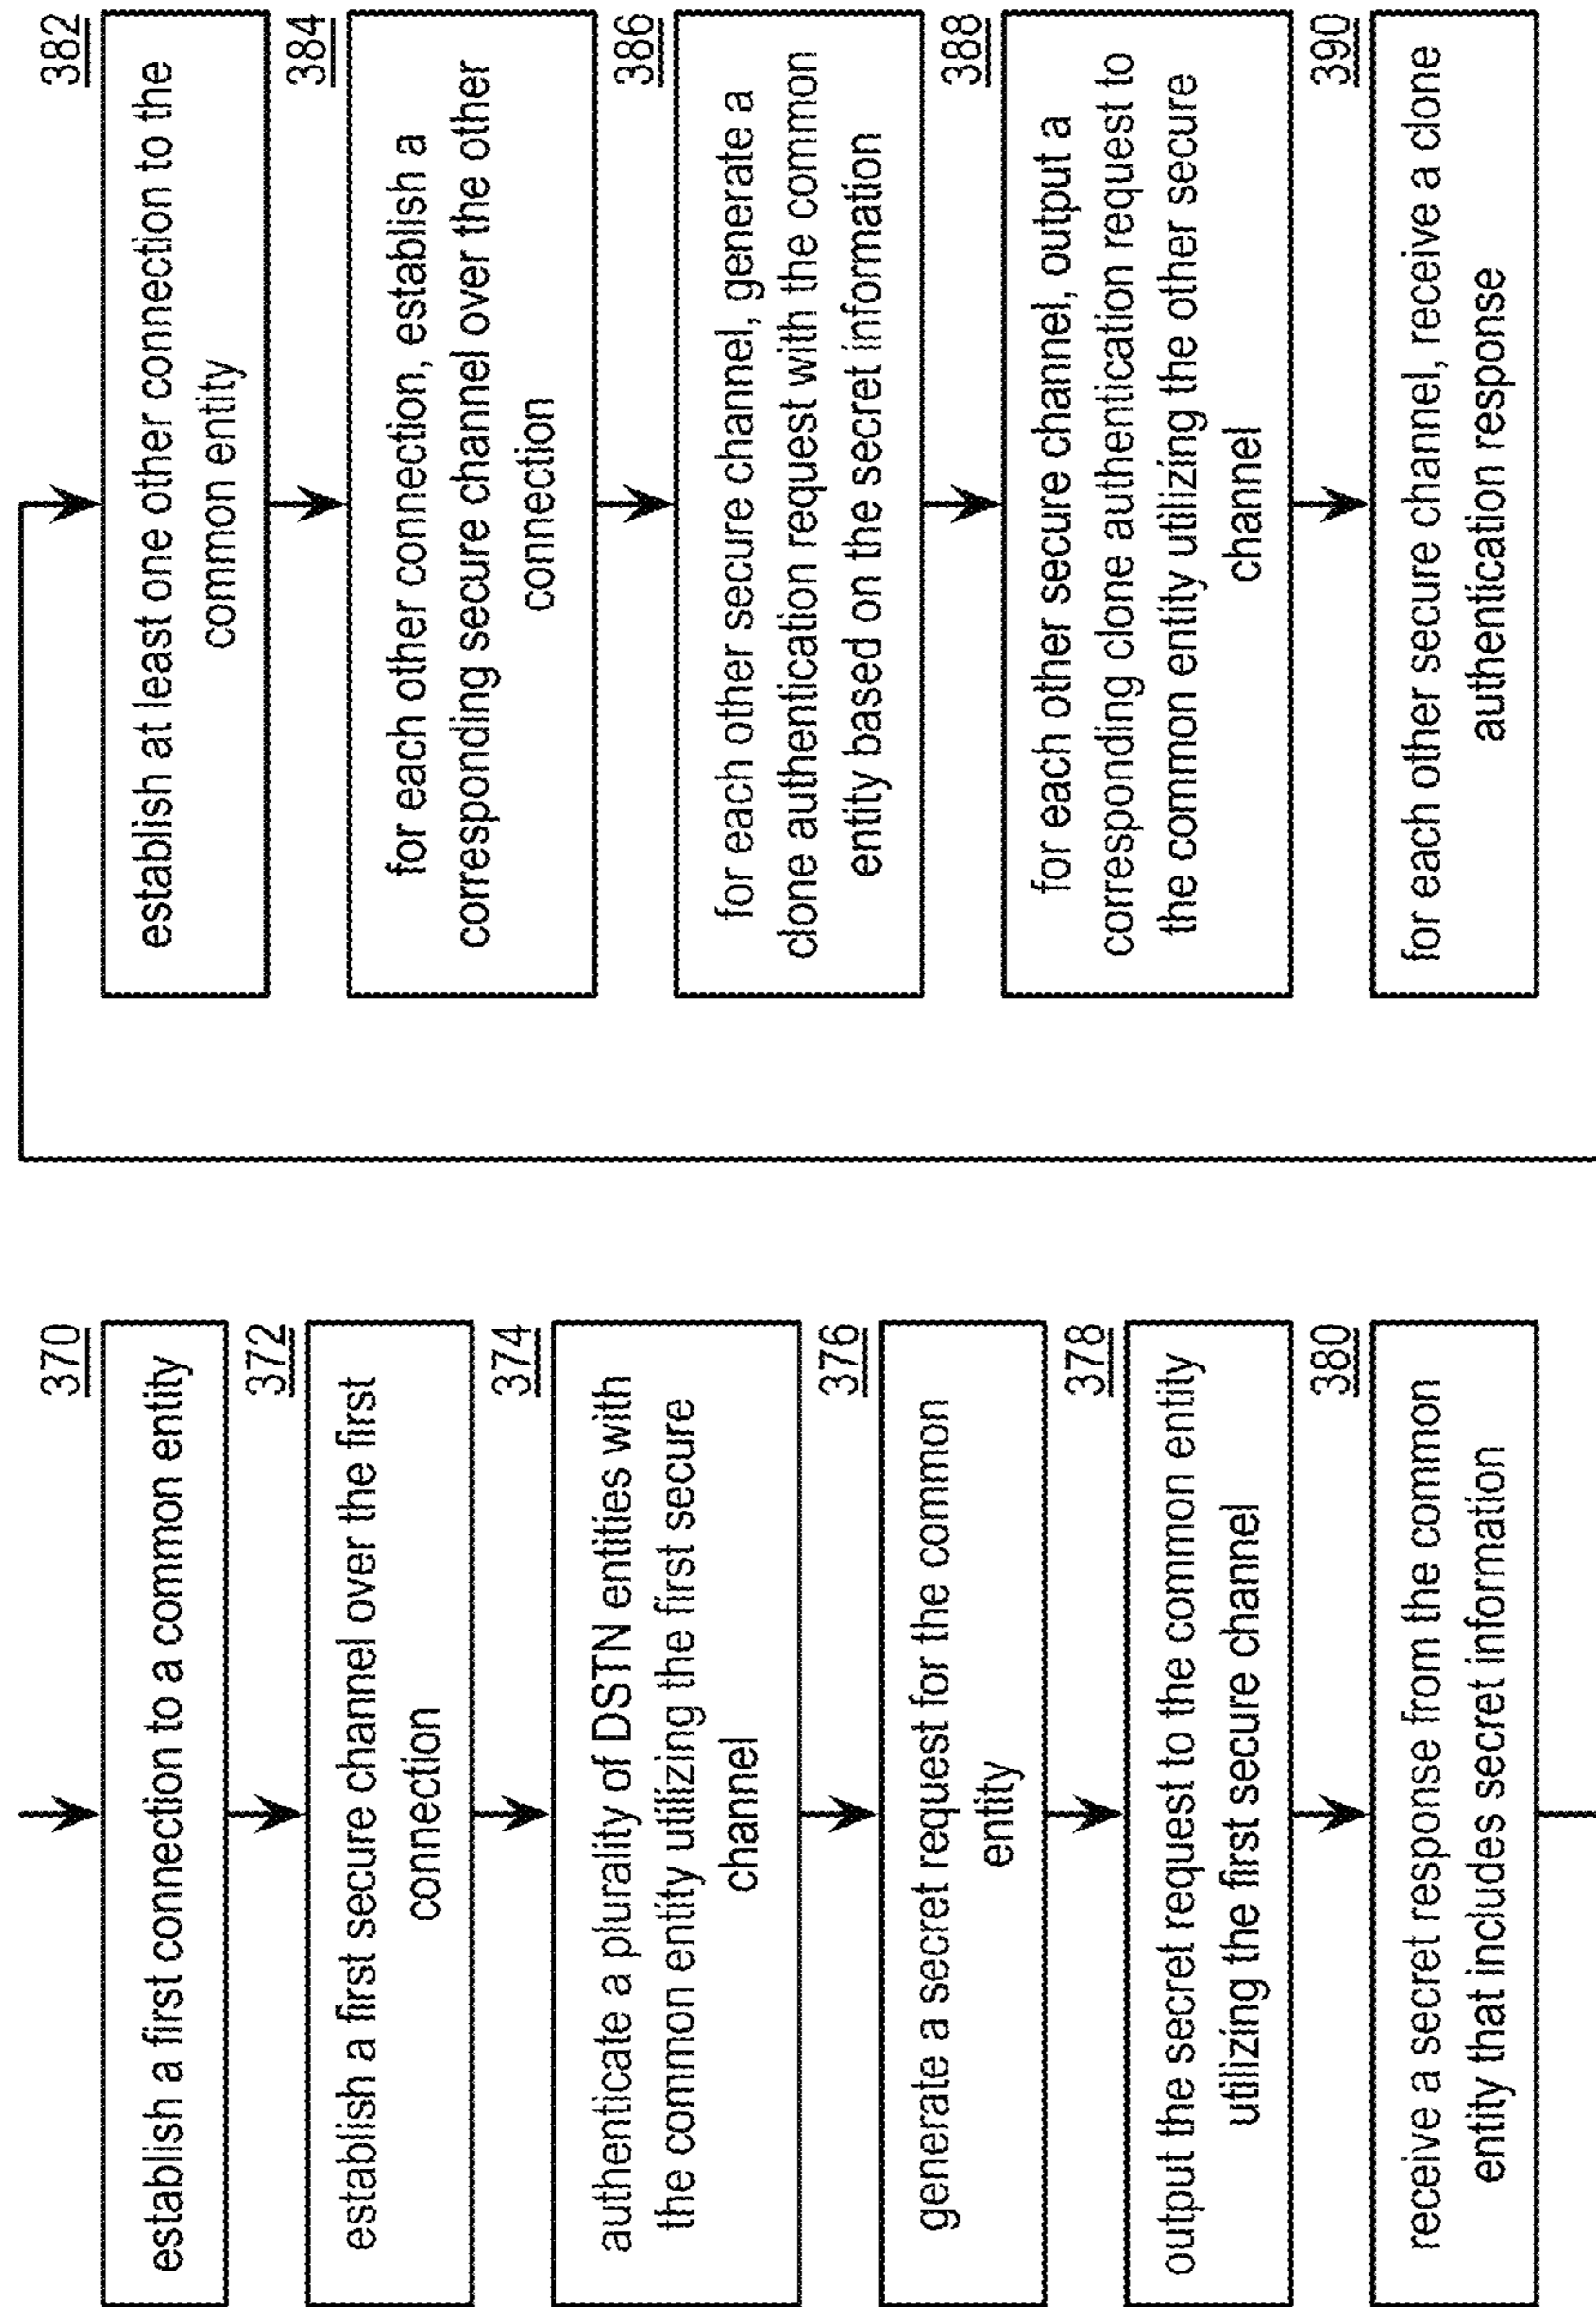 370
establish a first connection to a common entity
372
establish a first secure channel over the first
connection
374
authenticate a plurality of DSTN entities with
the common entity utilizing the first secure
channel
376
generate a secret request for the common
entity
378
output the secret request to the common entity
utilizing the first secure channel
380
receive a secret response from the common
entity that includes secret information
382
establish at least one other connection to the
common entity
384
for each other connection, establish a
corresponding secure channel over the other
connection
386
for each other secure channel, generate a
clone authentication request with the common
entity based on the secret information
388
for each other secure channel, output a
corresponding clone authentication request to
the common entity utilizing the other secure
channel
390
for each other secure channel, receive a clone
authentication response